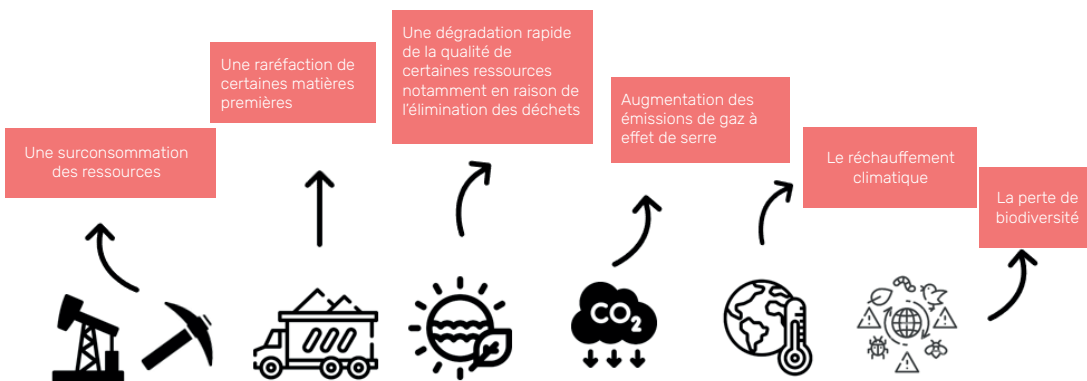 Une surconsommation
des ressources
Une raréfaction de
certaines matières
premières
Une dégradation rapide
de la qualité de
certaines ressources
notamment en raison de
l'élimination des déchets
Augmentation des
émissions de gaz à
effet de serre
Le réchauffement
climatique
La perte de
biodiversité
CO2